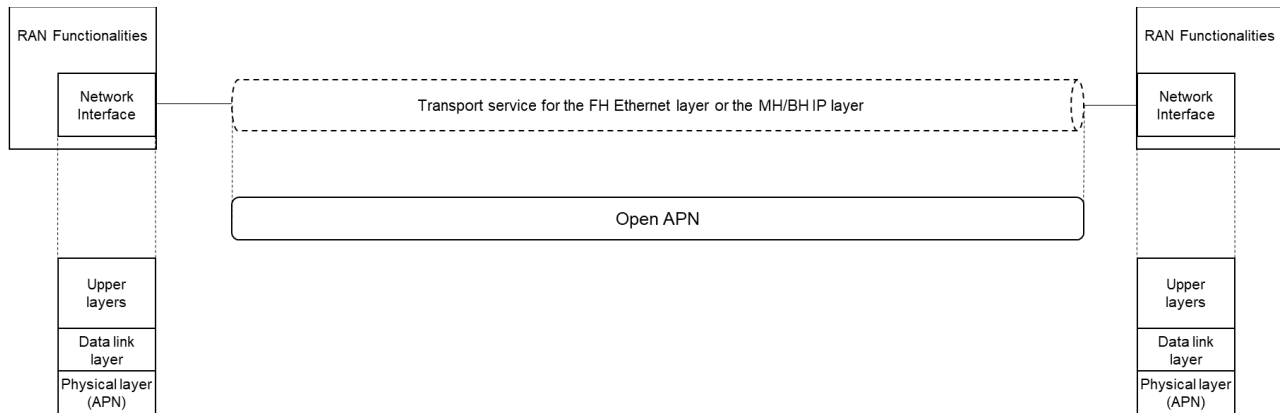 RAN Functionalities
RAN Functionalities
Network
Interface
Transport service for the FH Ethernet layer or the MH/BH IP layer
Network
Interface
Open APN
Upper
layers
Upper
layers
Data link
layer
Data link
layer
Physical layer
(APN)
Physical layer
(APN)